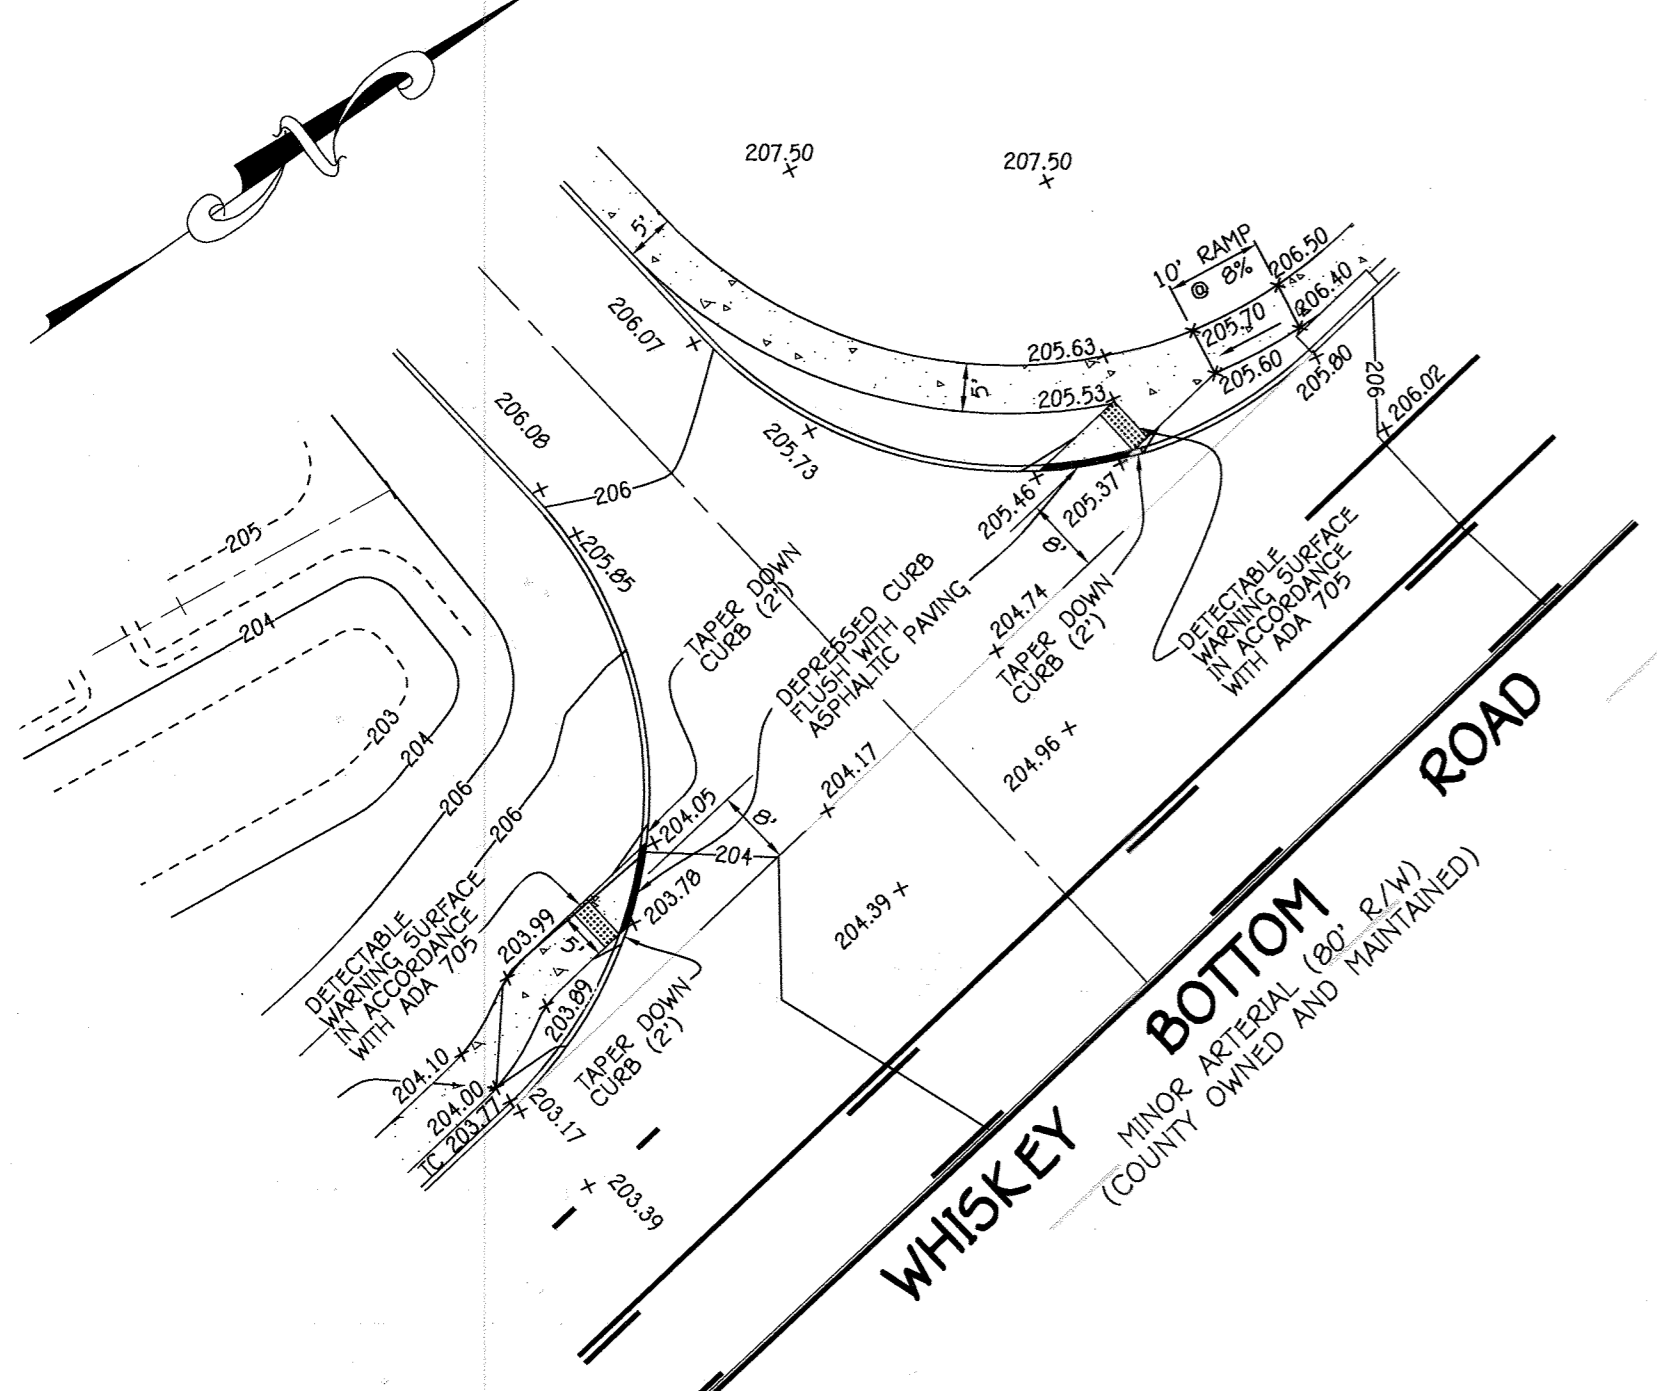 207.50
207.50
10' RAMP
@ 8%
206.50
206.40
205.70
205.60
205.80
5'
206.07
205.63
5'
205.53
206
206.02
206.08
205.73
206
205.46
205.37
8'
205
205.85
204
TAPER DOWN
CURB (2')
DEPRESSED CURB
FLUSH WITH
ASPHALTIC PAVING
204.74
TAPER DOWN
CURB (2')
DETECTABLE
WARNING SURFACE
IN ACCORDANCE
WITH ADA 705
203
204
206
206
204.05
8'
204.17
204.96
204
203.78
204.39
203.99
5'
203.89
DETECTABLE
WARNING SURFACE
IN ACCORDANCE
WITH ADA 705
204.10
204.00
TC 203.77
203.17
203.39
TAPER DOWN
CURB (2')
WHISKEY BOTTOM ROAD
MINOR ARTERIAL (80' R/W)
(COUNTY OWNED AND MAINTAINED)